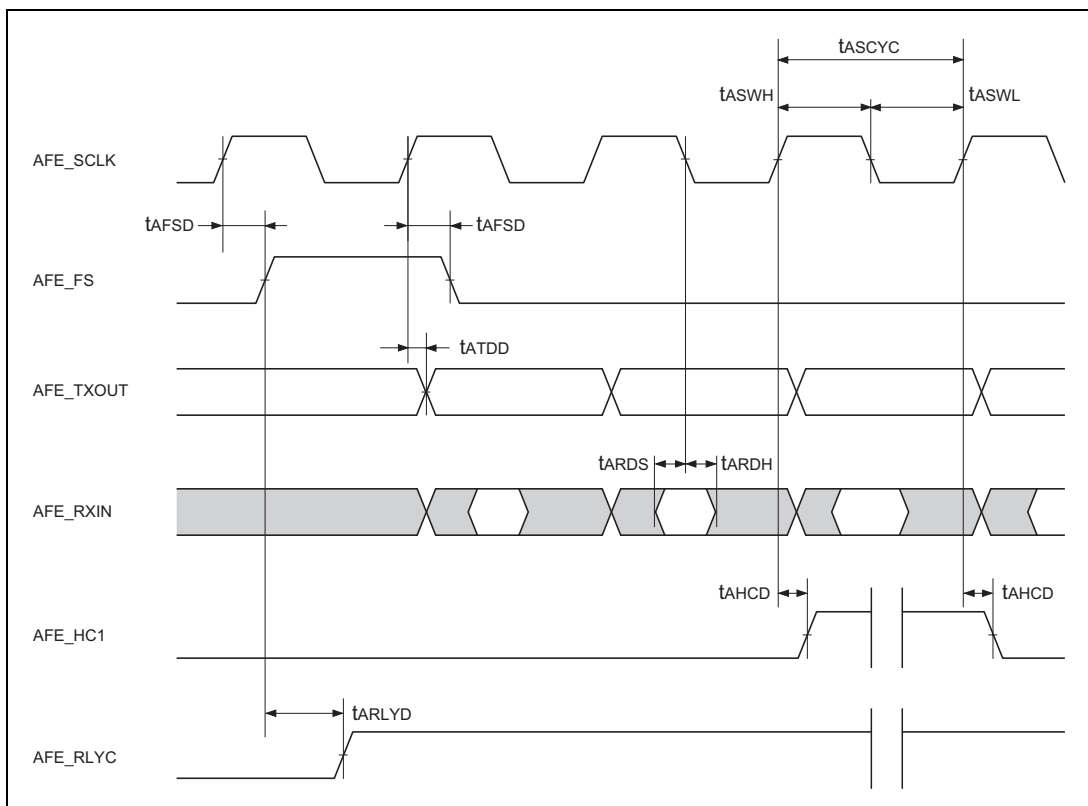 tASCYC
tASWH
tASWL
AFE_SCLK
tAFSD
tAFSD
AFE_FS
tATDD
AFE_TXOUT
tARDS
tARDH
AFE_RXIN
tAHCD
tAHCD
AFE_HC1
tARLYD
AFE_RLYC